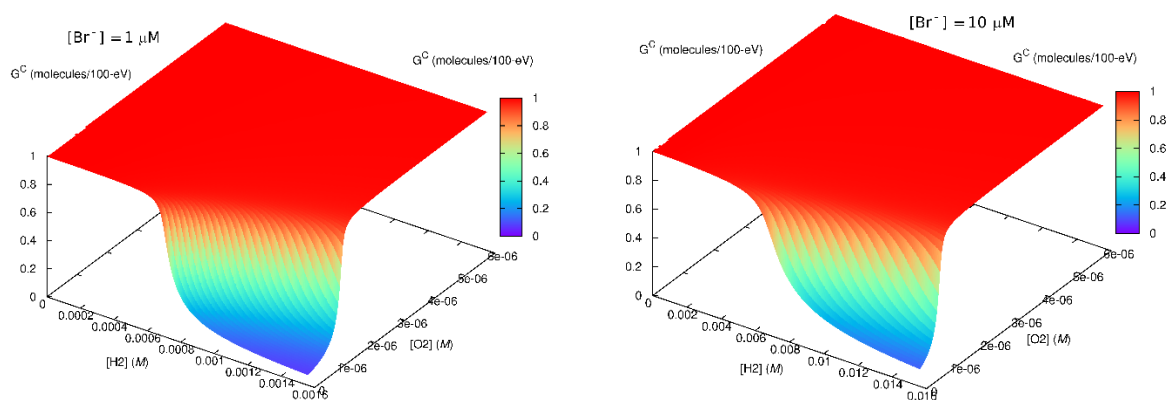 [Br⁻] = 1 μM
G^C (molecules/100-eV)
G^C (molecules/100-eV)
1
0.8
0.6
0.4
0.2
0
1
0.8
0.6
0.4
0.2
0
0
0.0002
0.0004
0.0006
0.0008
0.001
0.0012
0.0014
0.0016
[H2] (M)
0
1e-06
2e-06
3e-06
4e-06
5e-06
6e-06
[O2] (M)
[Br⁻] = 10 μM
G^C (molecules/100-eV)
G^C (molecules/100-eV)
1
0.8
0.6
0.4
0.2
0
1
0.8
0.6
0.4
0.2
0
0
0.002
0.004
0.006
0.008
0.01
0.012
0.014
0.016
[H2] (M)
0
1e-06
2e-06
3e-06
4e-06
5e-06
6e-06
[O2] (M)